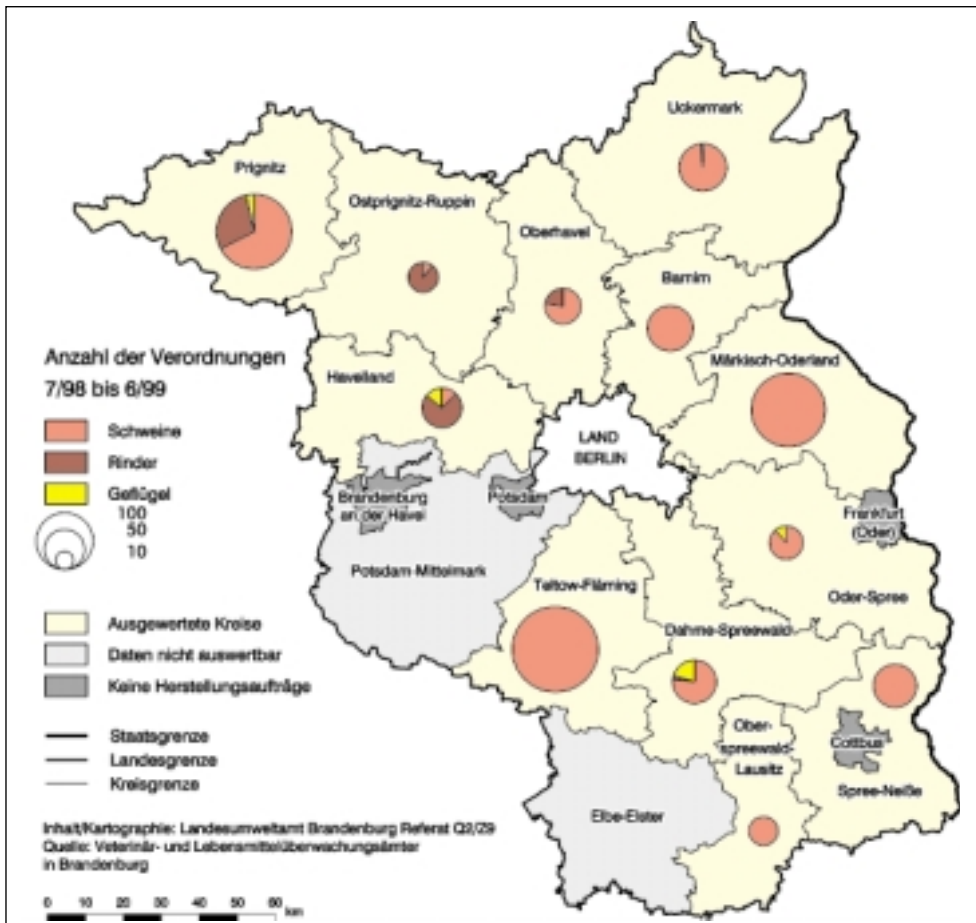 Uckermark
Prignitz
Ostprignitz-Ruppin
Oberhavel
Barnim
Märkisch-Oderland
Havelland
LAND
BERLIN
Brandenburg
an der Havel
Potsdam
Frankfurt
(Oder)
Potsdam-Mittelmark
Teltow-Fläming
Oder-Spree
Dahme-Spreewald
Ober-
spreewald-
Lausitz
Cottbus
Spree-Neiße
Elbe-Elster
Anzahl der Verordnungen
7/98 bis 6/99
Schweine
Rinder
Geflügel
100
50
10
Ausgewertete Kreise
Daten nicht auswertbar
Keine Herstellungsaufträge
Staatsgrenze
Landesgrenze
Kreisgrenze
Inhalt/Kartographie: Landesumweltamt Brandenburg Referat Q2/Z9
Quelle: Veterinär- und Lebensmittelüberwachungsämter
in Brandenburg
0 10 20 30 40 50 60 km